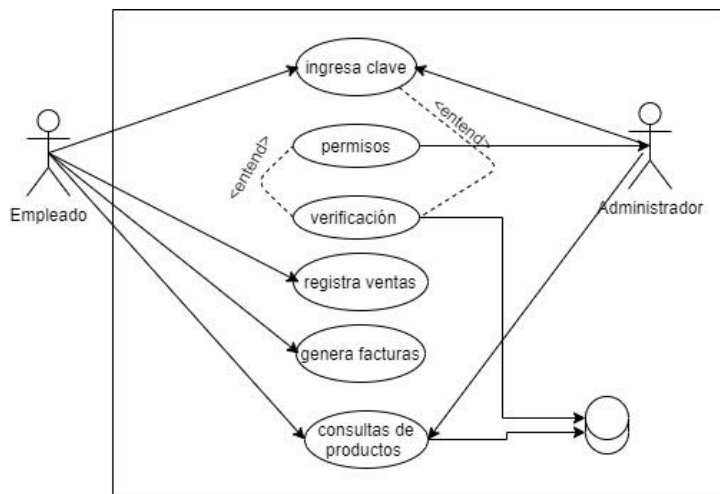 ingresa clave
<entend>
permisos
<entend>
Empleado
verificación
Administrador
registra ventas
genera facturas
consultas de
productos